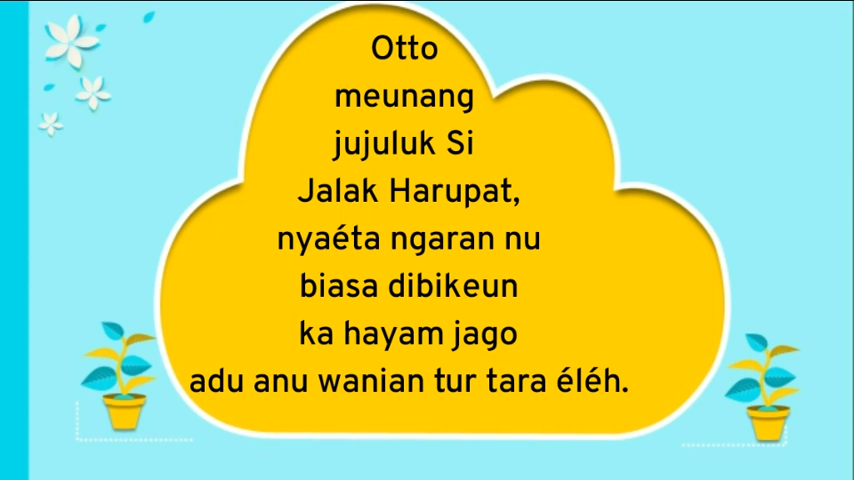 Otto
meunang
jujuluk Si
Jalak Harupat,
nyaéta ngaran nu
biasa dibikeun
ka hayam jago
adu anu wanian tur tara éléh.